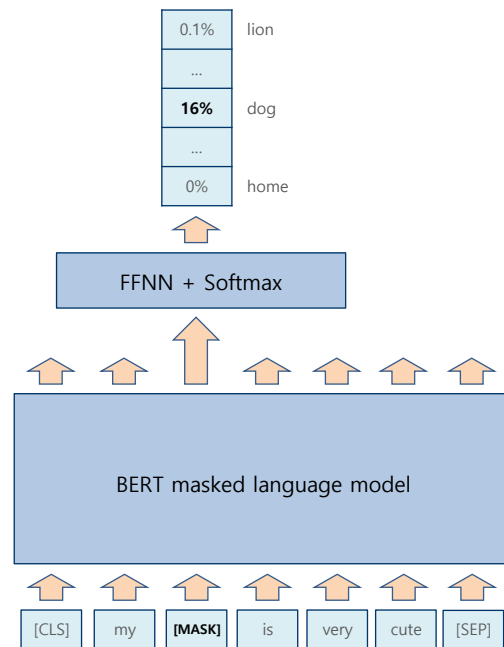 0.1% lion
...
16% dog
...
0% home
FFNN + Softmax
BERT masked language model
[CLS] my [MASK] is very cute [SEP]